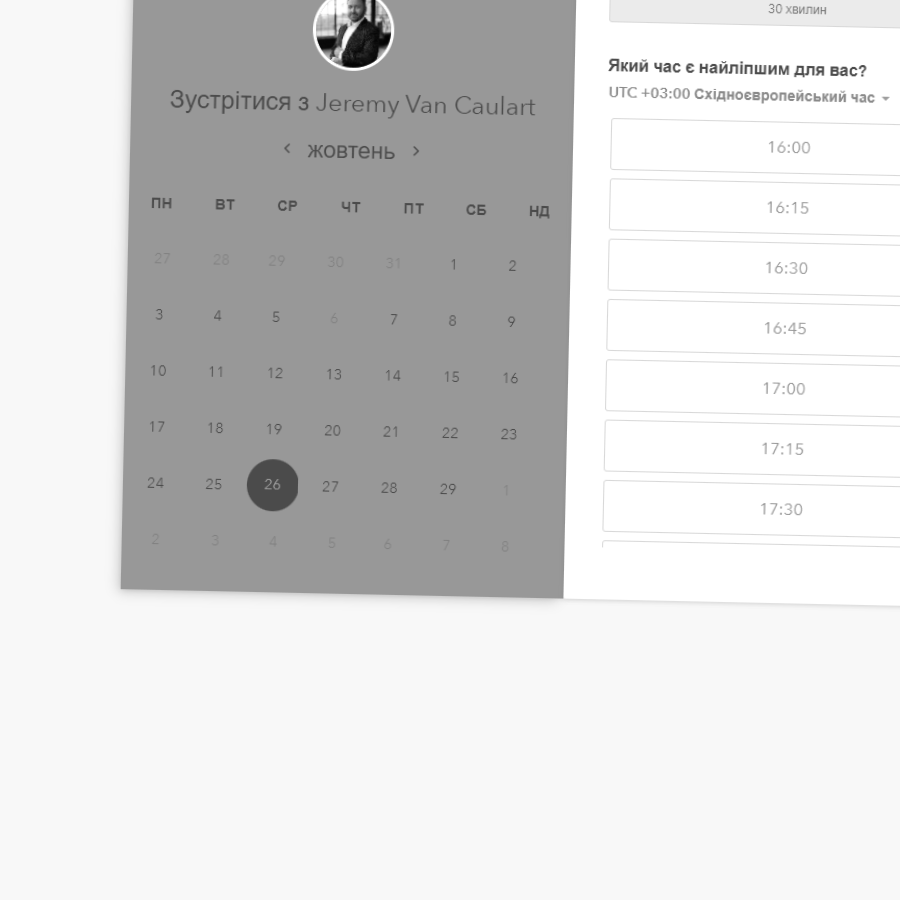 Зустрітися з Jeremy Van Caulart
жовтень
ПН ВТ СР ЧТ ПТ СБ НД
27 28 29 30 31 1 2
3 4 5 6 7 8 9
10 11 12 13 14 15 16
17 18 19 20 21 22 23
24 25 26 27 28 29 1
2 3 4 5 6 7 8
30 хвилин
Який час є найліпшим для вас?
UTC +03:00 Східноєвропейський час
16:00
16:15
16:30
16:45
17:00
17:15
17:30